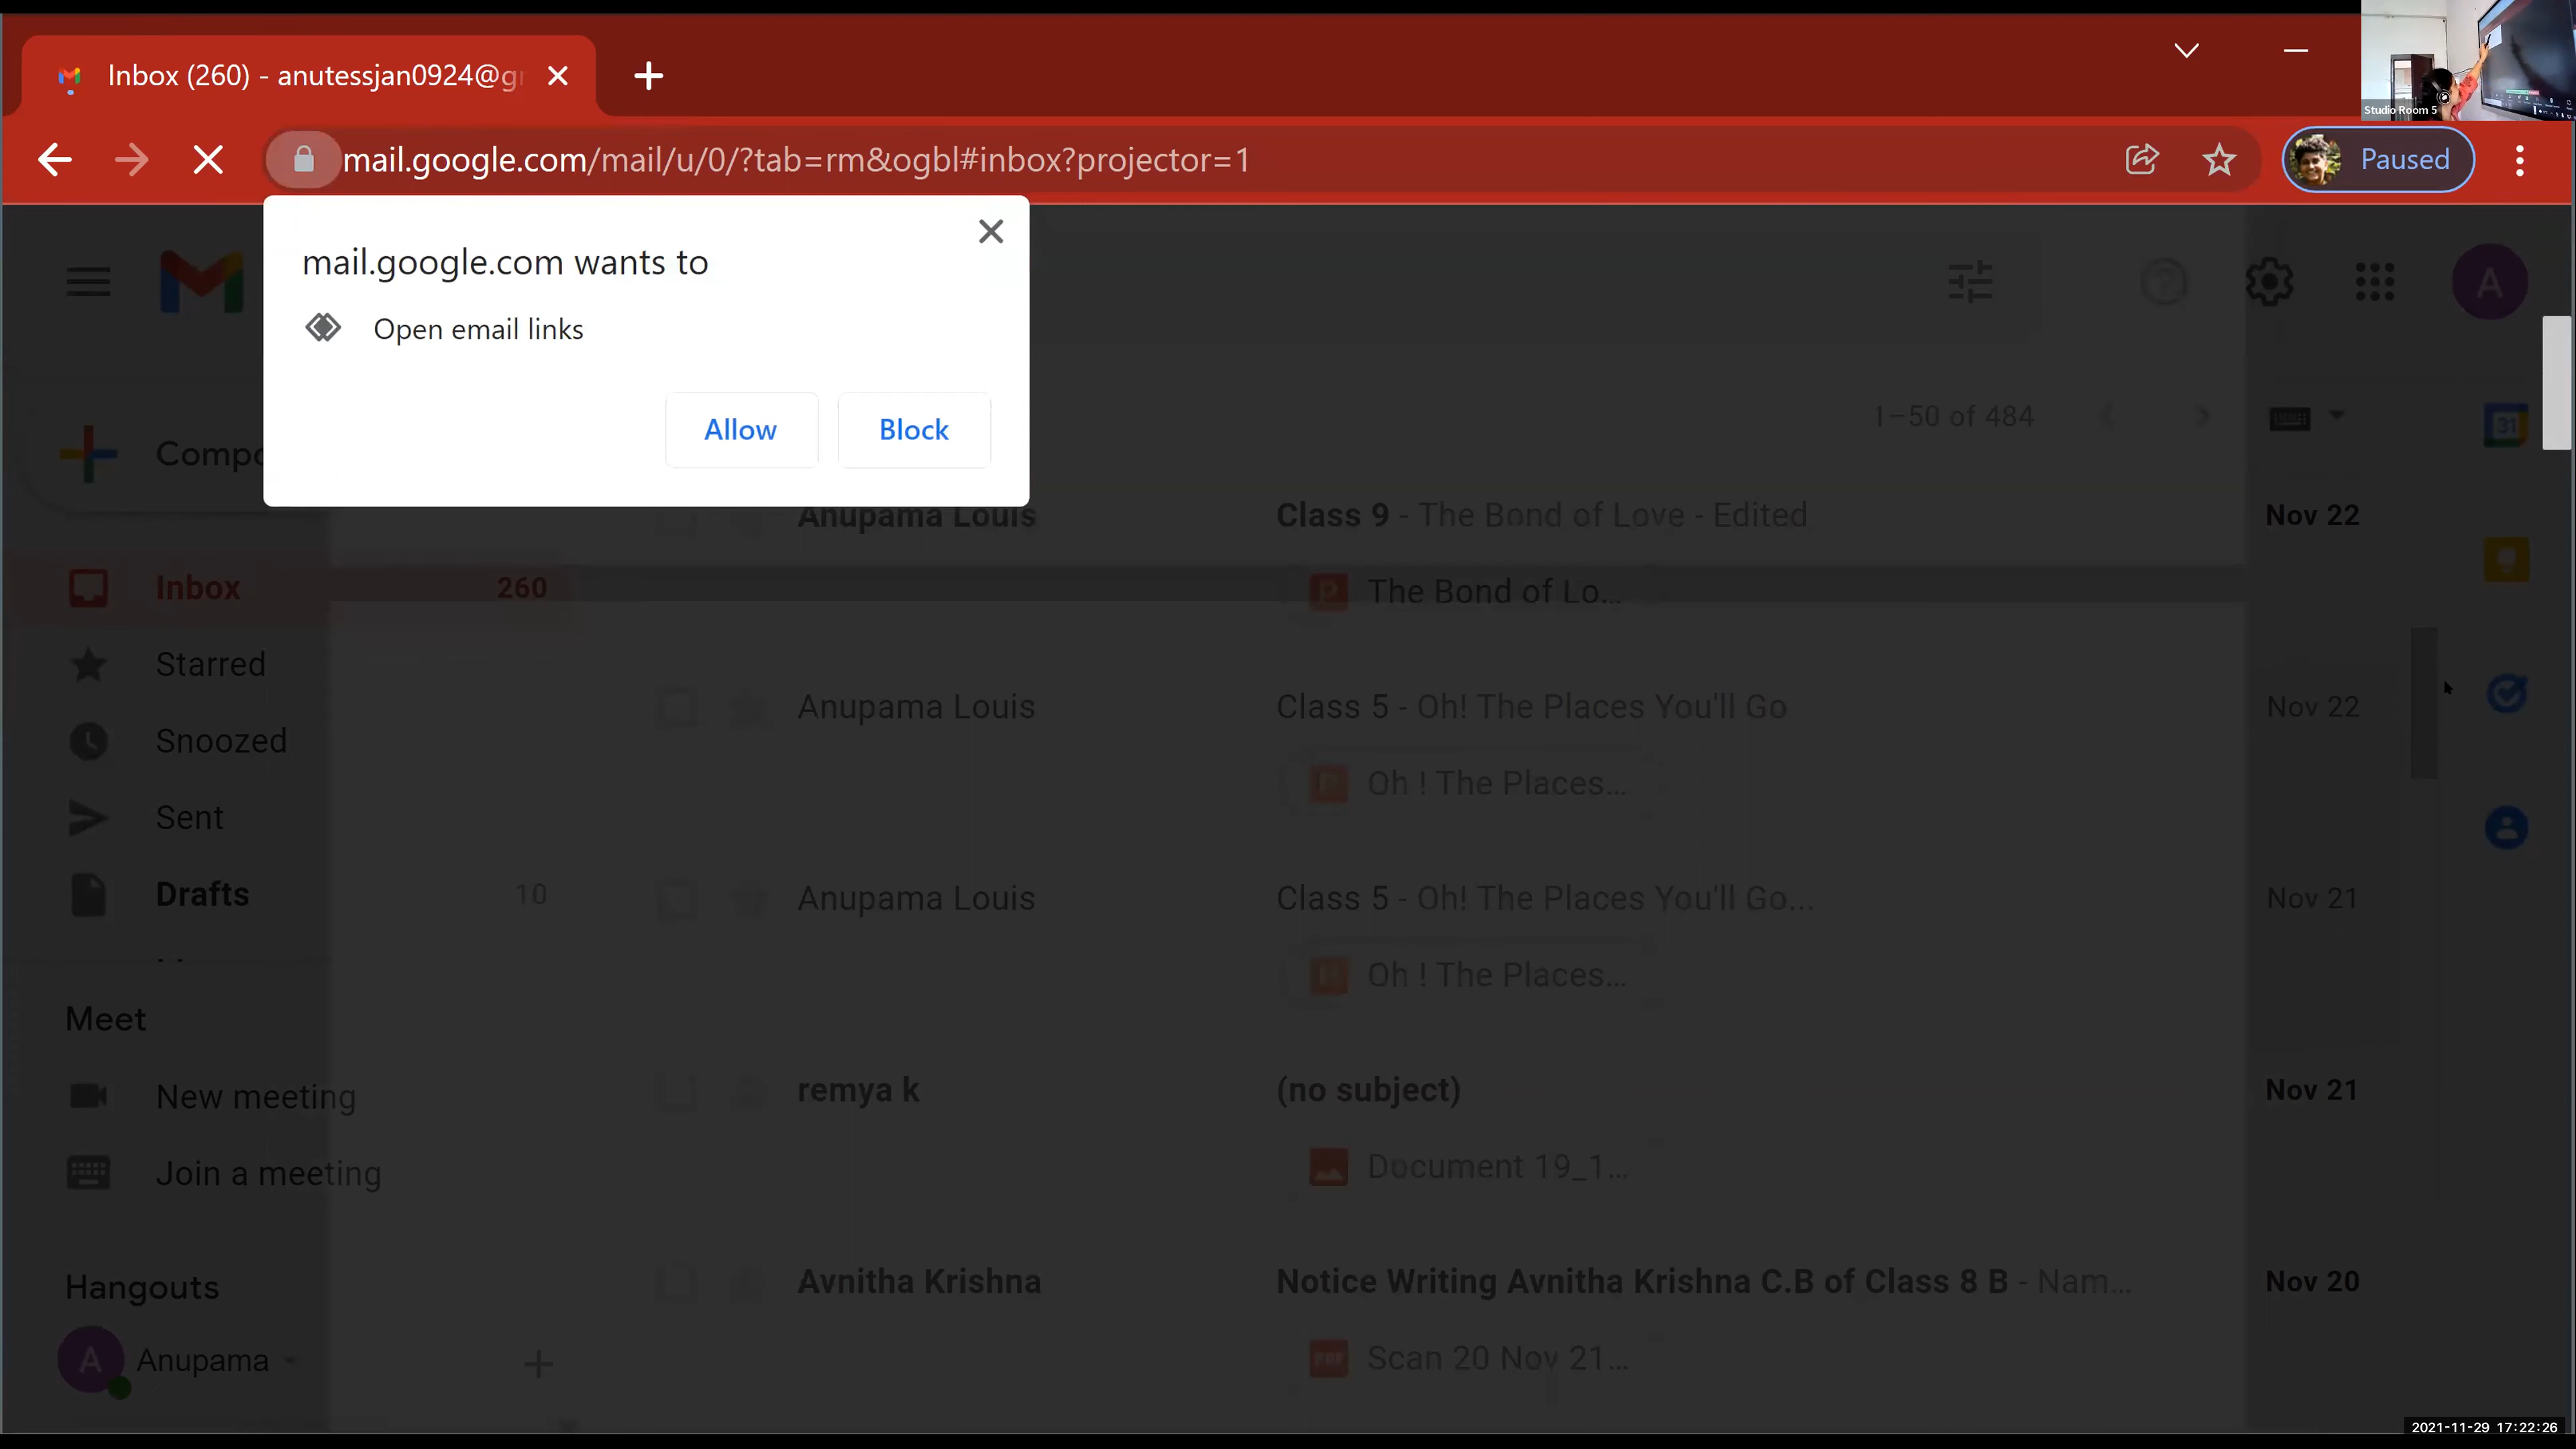 Inbox (260) - anutessjan0924@g
Studio Room 5
mail.google.com/mail/u/0/?tab=rm&ogbl#inbox?projector=1
Paused
mail.google.com wants to
Open email links
Allow
Block
A
1–50 of 484
31
Compo
Anupama Louis
Class 9 - The Bond of Love - Edited
Nov 22
The Bond of Lo...
Inbox
260
Starred
Anupama Louis
Class 5 - Oh! The Places You'll Go
Nov 22
Snoozed
Oh ! The Places...
Sent
Drafts
10
Anupama Louis
Class 5 - Oh! The Places You'll Go...
Nov 21
Oh ! The Places...
Meet
New meeting
remya k
(no subject)
Nov 21
Join a meeting
Document 19_1...
Hangouts
Avnitha Krishna
Notice Writing Avnitha Krishna C.B of Class 8 B - Nam...
Nov 20
A
Anupama
Scan 20 Nov 21...
2021-11-29 17:22:26